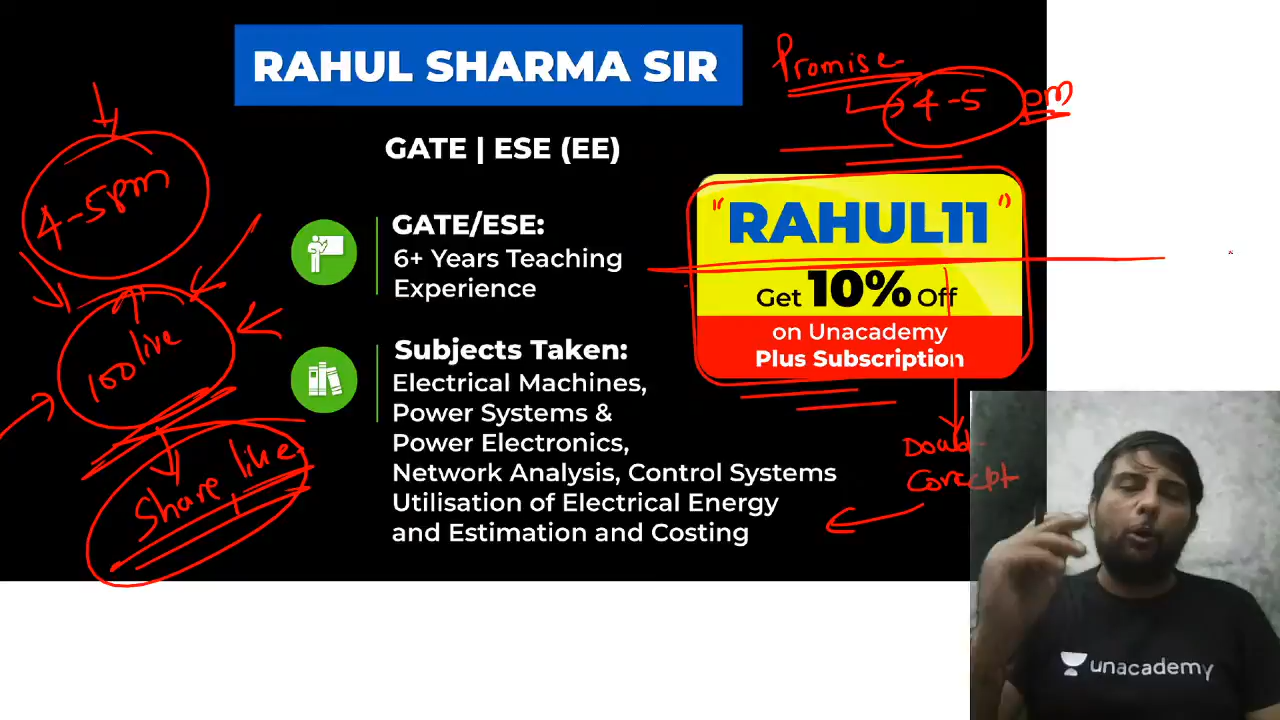 RAHUL SHARMA SIR
Promise
4-5 pm
GATE | ESE (EE)
4-5pm
"RAHUL11"
Get 10% Off
on Unacademy
Plus Subscription
GATE/ESE:
6+ Years Teaching
Experience
100 live
Subjects Taken:
Electrical Machines,
Power Systems &
Power Electronics,
Network Analysis, Control Systems
Utilisation of Electrical Energy
and Estimation and Costing
Share, like
Concept
unacademy